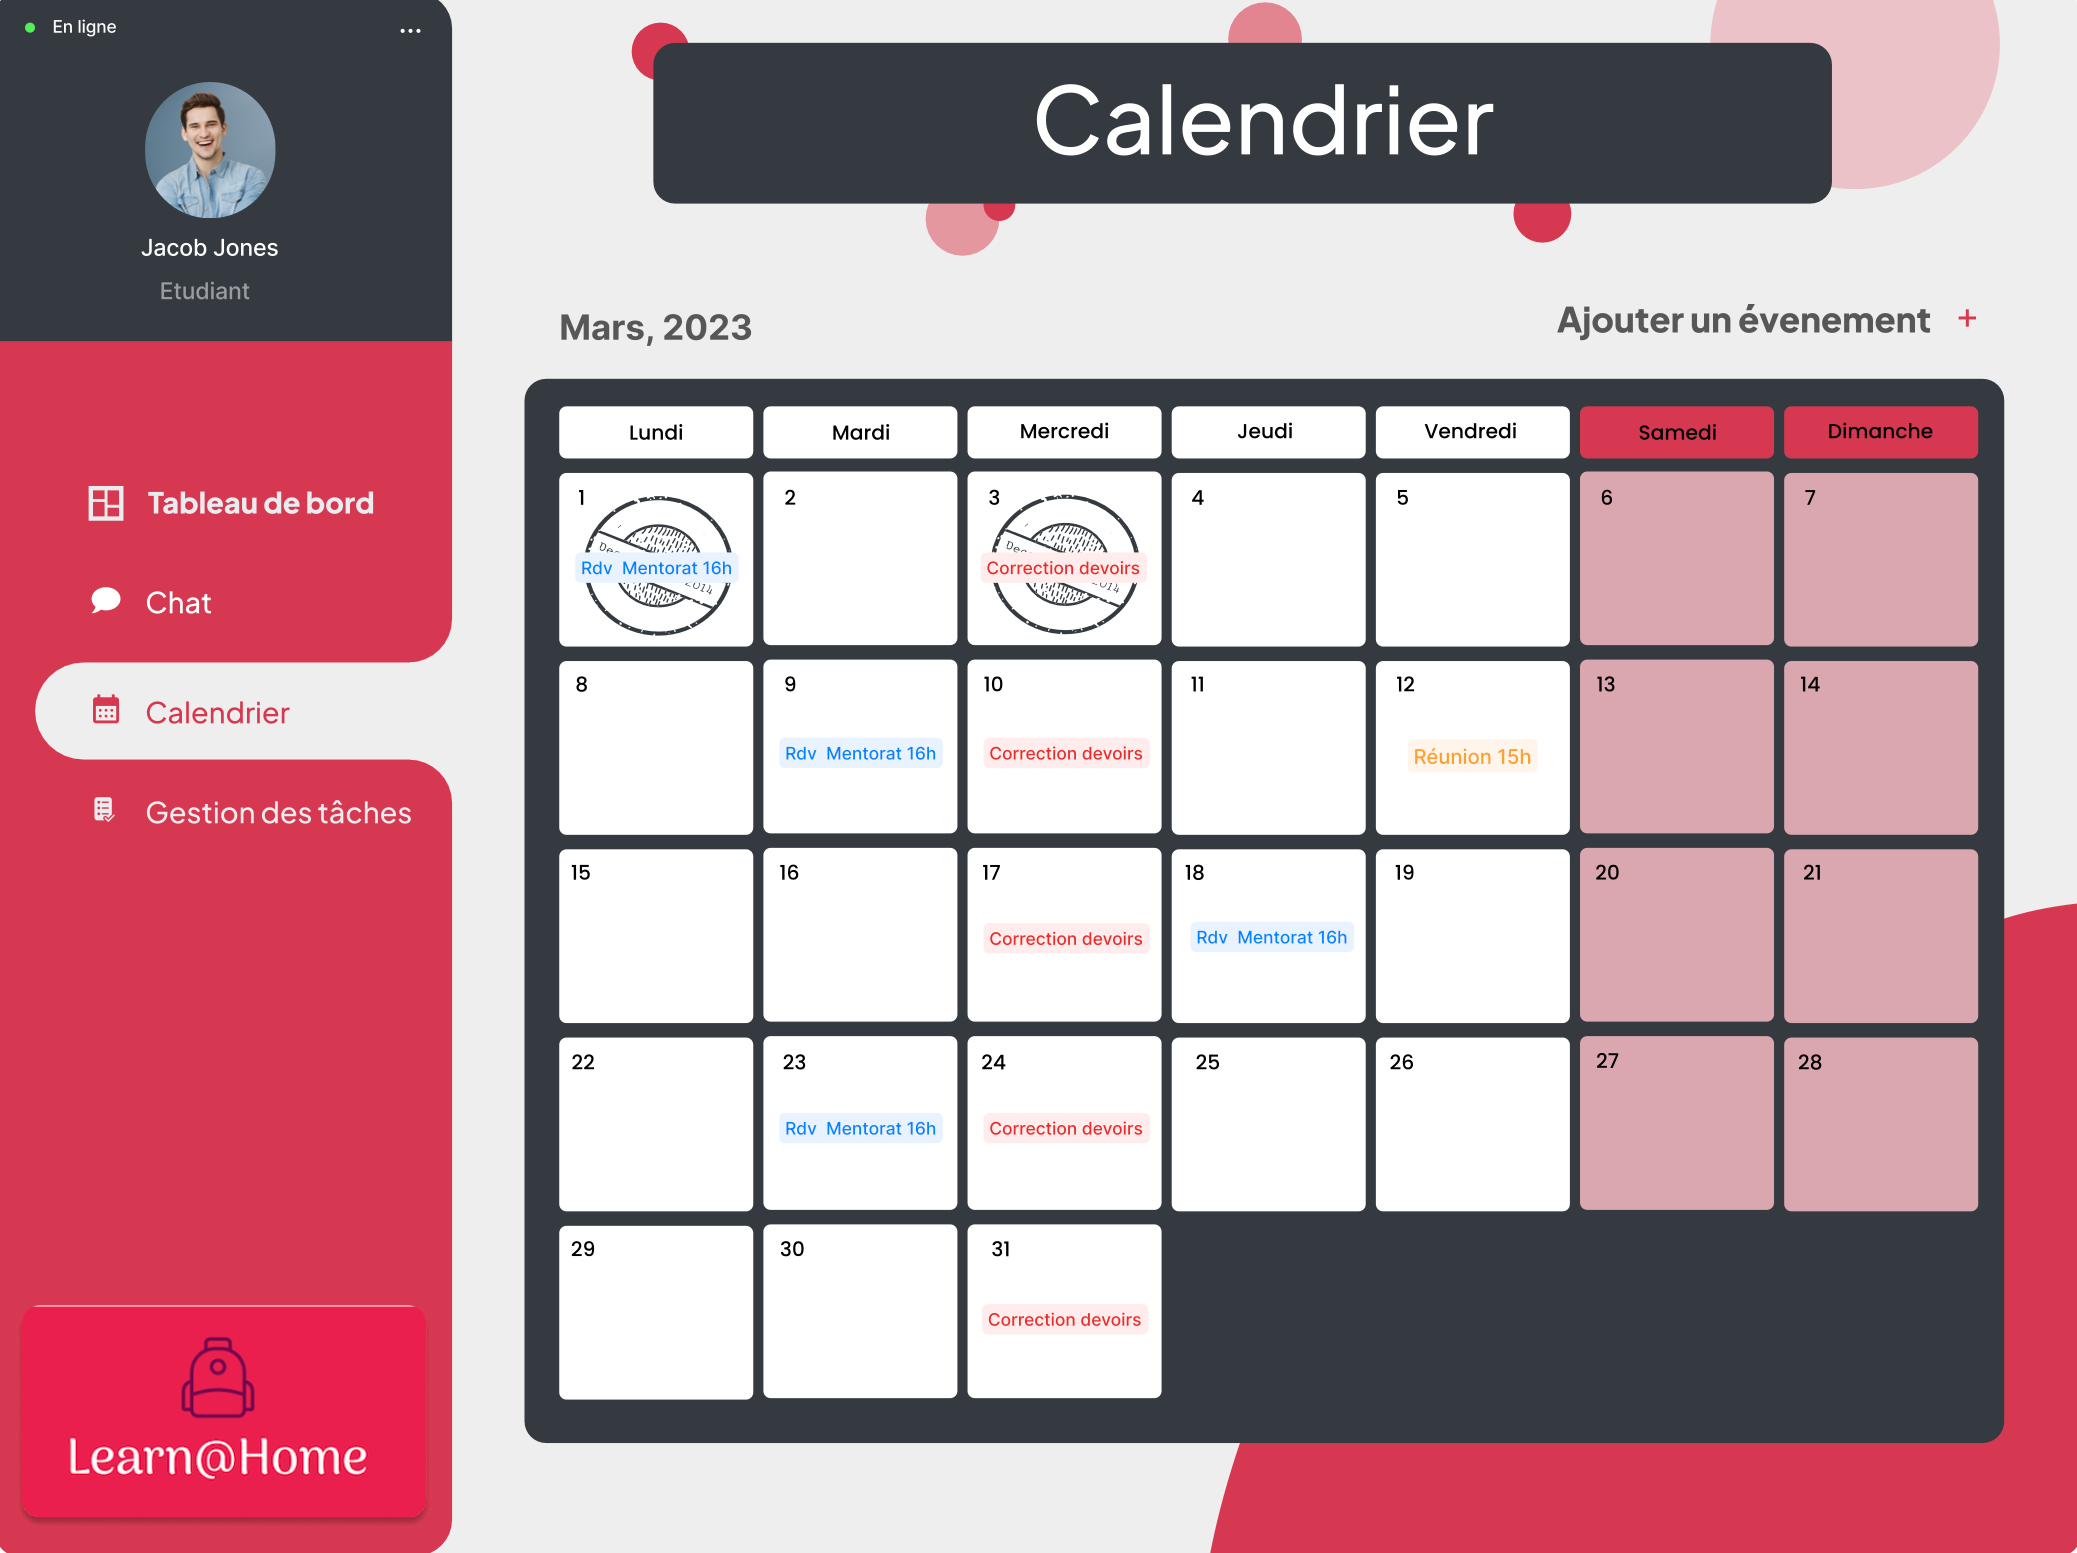 En ligne
...
Jacob Jones
Etudiant
Tableau de bord
Chat
Calendrier
Gestion des tâches
Learn@Home
Calendrier
Mars, 2023
Ajouter un évenement +
Lundi Mardi Mercredi Jeudi Vendredi Samedi Dimanche
1 2 3 4 5 6 7
Rdv Mentorat 16h Correction devoirs
2014 2014
8 9 10 11 12 13 14
Rdv Mentorat 16h Correction devoirs Réunion 15h
15 16 17 18 19 20 21
Correction devoirs Rdv Mentorat 16h
22 23 24 25 26 27 28
Rdv Mentorat 16h Correction devoirs
29 30 31
Correction devoirs